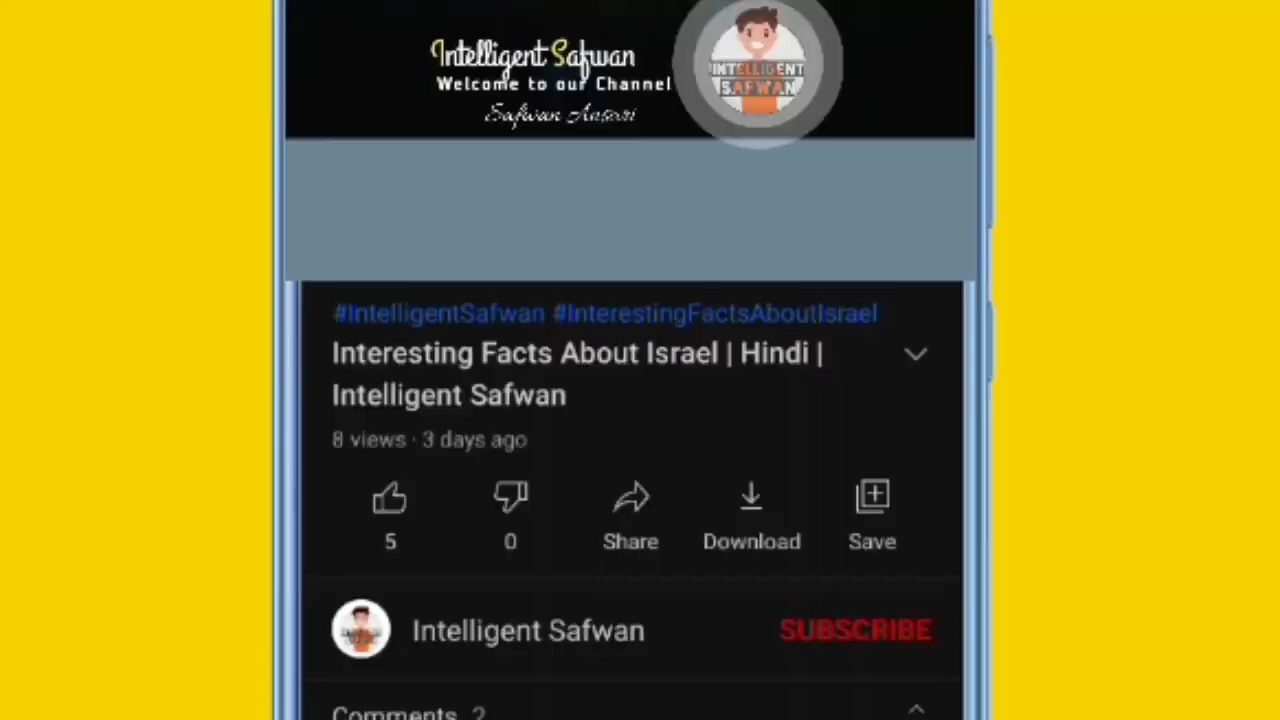 Intelligent Safwan
Welcome to our Channel
Safwan Ansari
INTELLIGENT
SAFWAN
#IntelligentSafwan #InterestingFactsAboutIsrael
Interesting Facts About Israel | Hindi |
Intelligent Safwan
8 views · 3 days ago
5
0
Share
Download
Save
Intelligent Safwan
SUBSCRIBE
Comments 2